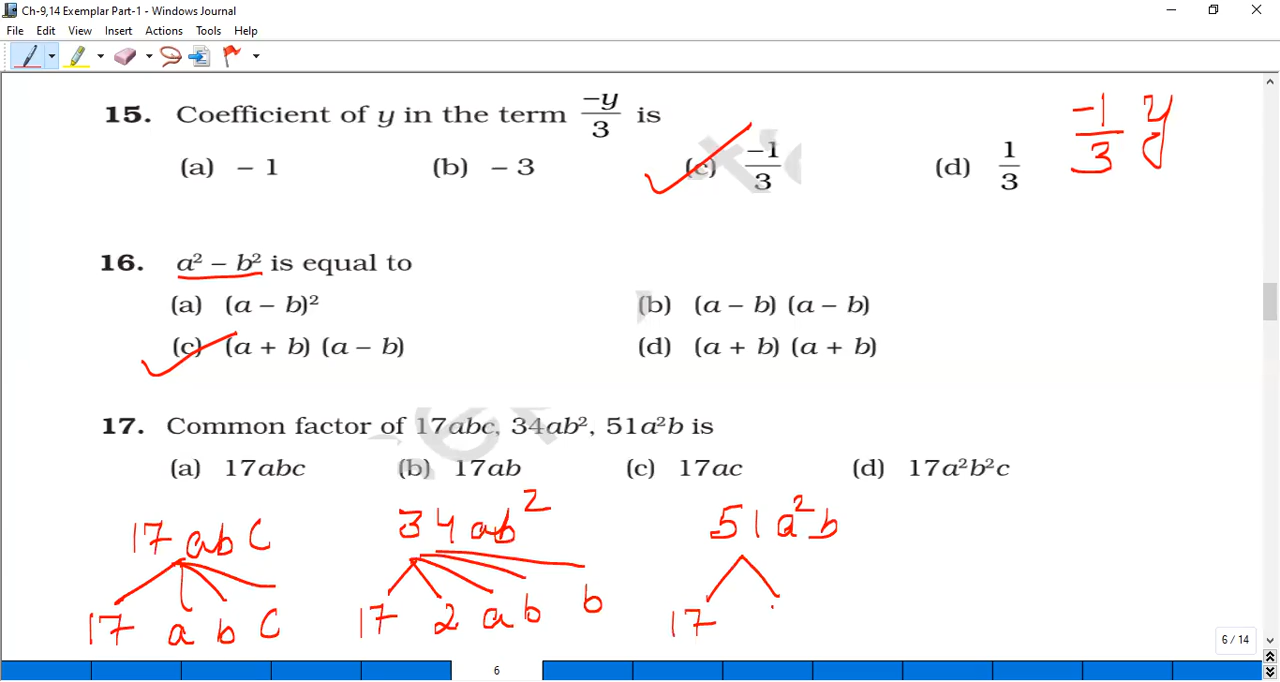 Ch-9,14 Exemplar Part-1 - Windows Journal
File Edit View Insert Actions Tools Help
15. Coefficient of y in the term −y/3 is
−1/3 y
(a) − 1 (b) − 3 (c) −1/3 (d) 1/3
16. a² − b² is equal to
(a) (a − b)² (b) (a − b) (a − b)
(c) (a + b) (a − b) (d) (a + b) (a + b)
17. Common factor of 17abc, 34ab², 51a²b is
(a) 17abc (b) 17ab (c) 17ac (d) 17a²b²c
17abc 34ab² 51a²b
17 a b c 17 2 a b b 17
6 / 14
6